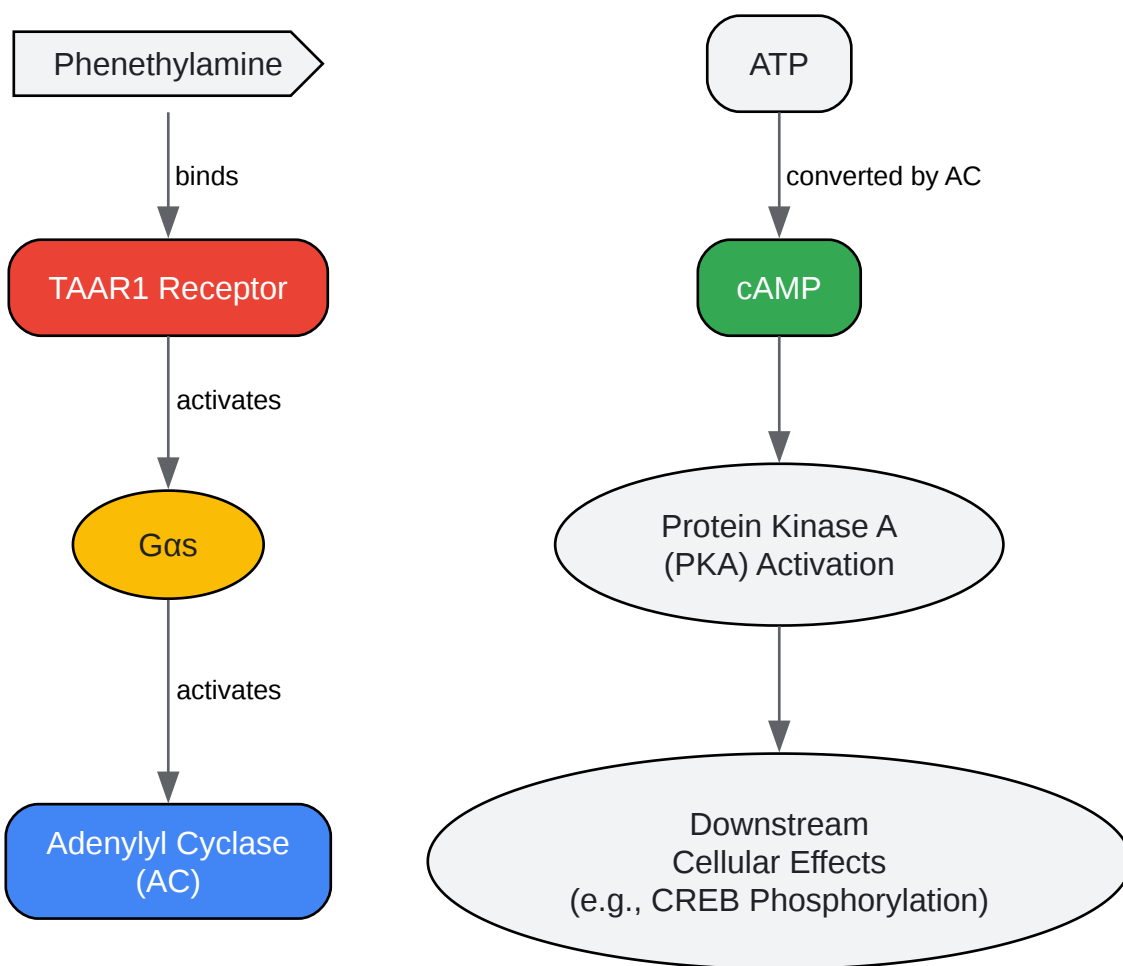 Phenethylamine
binds
TAAR1 Receptor
activates
Gαs
activates
Adenylyl Cyclase
(AC)
ATP
converted by AC
cAMP
Protein Kinase A
(PKA) Activation
Downstream
Cellular Effects
(e.g., CREB Phosphorylation)